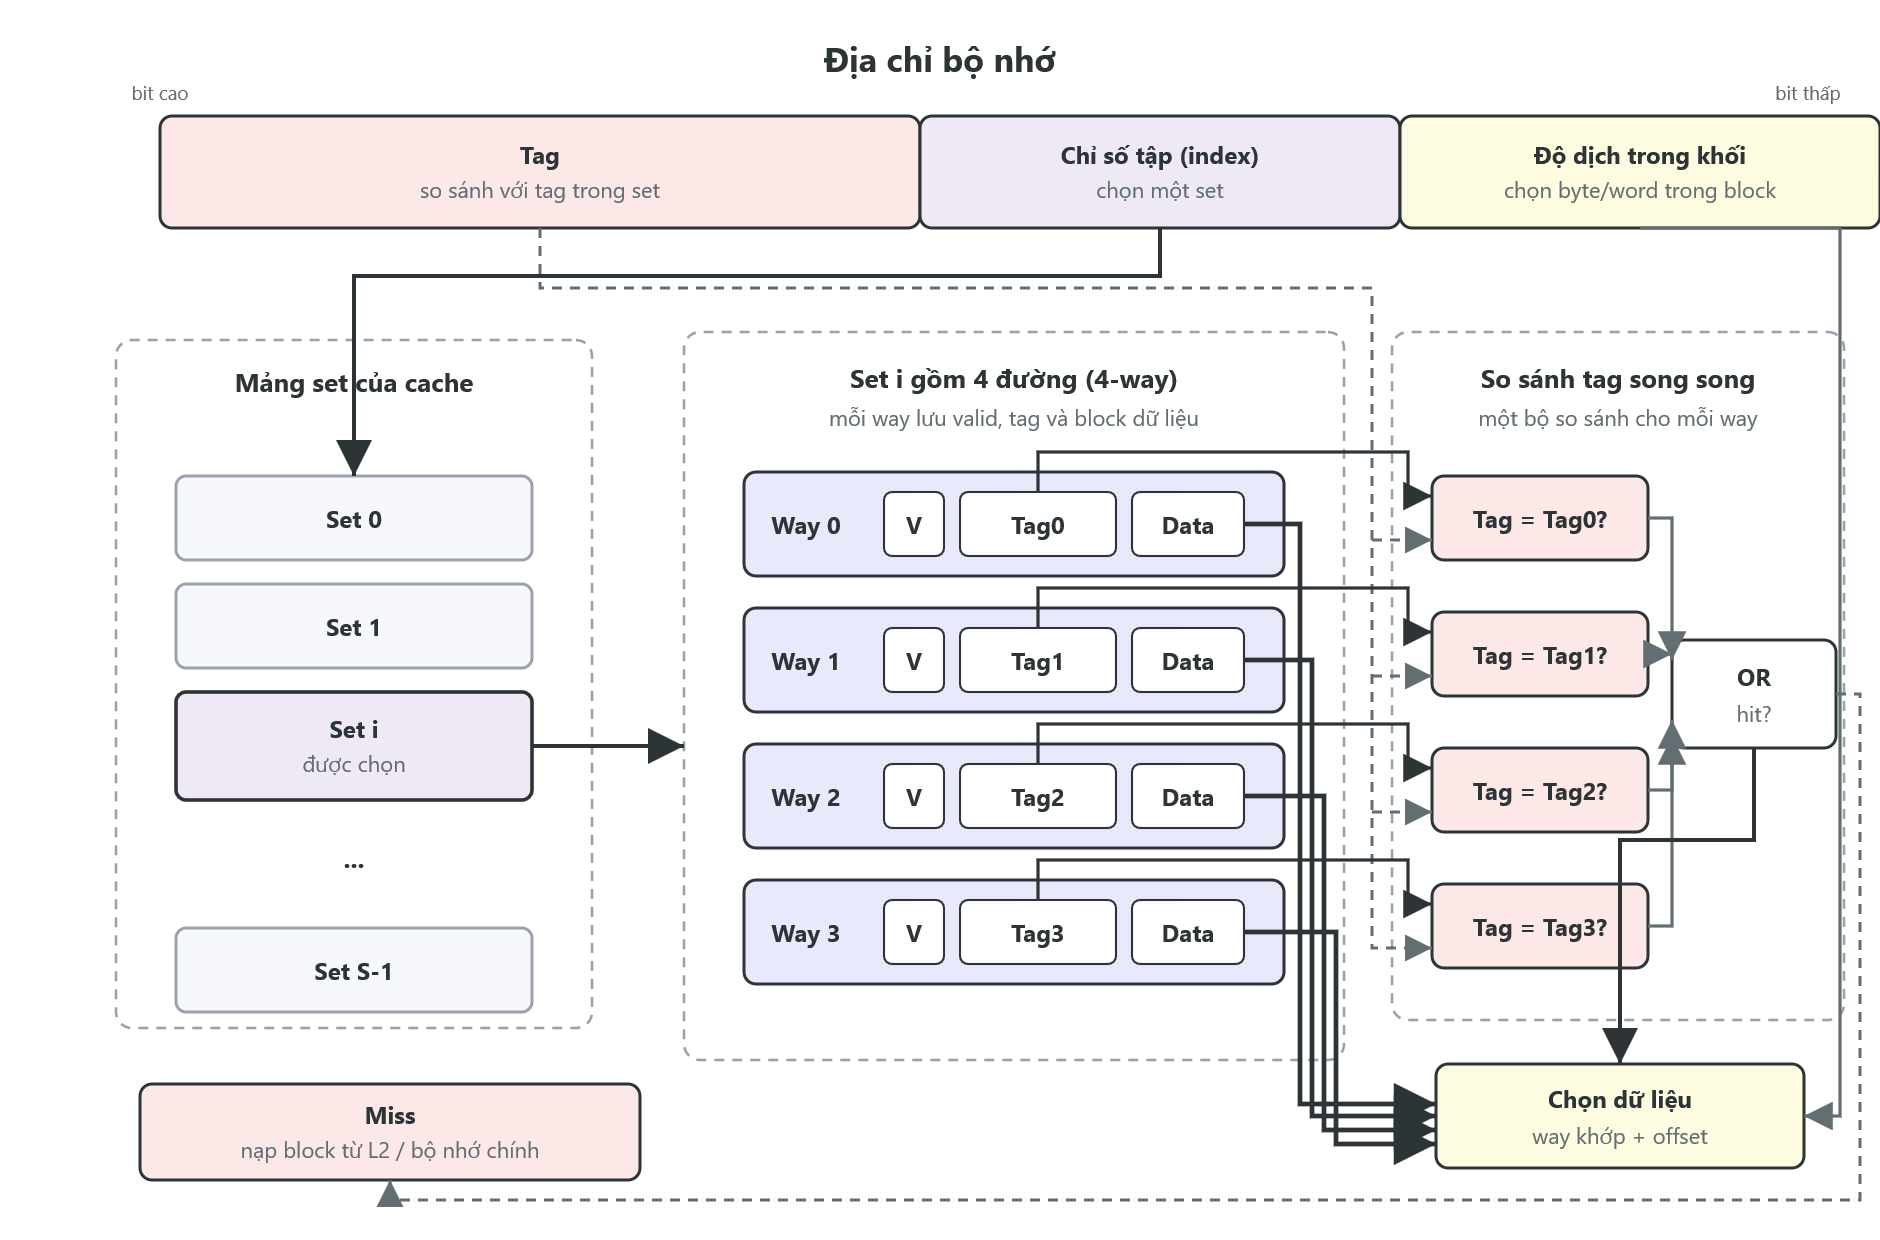 Địa chỉ bộ nhớ
bit cao
bit thấp
Tag
so sánh với tag trong set
Chỉ số tập (index)
chọn một set
Độ dịch trong khối
chọn byte/word trong block
Mảng set của cache
Set 0
Set 1
Set i
được chọn
...
Set S-1
Set i gồm 4 đường (4-way)
mỗi way lưu valid, tag và block dữ liệu
Way 0
V
Tag0
Data
Way 1
V
Tag1
Data
Way 2
V
Tag2
Data
Way 3
V
Tag3
Data
So sánh tag song song
một bộ so sánh cho mỗi way
Tag = Tag0?
Tag = Tag1?
Tag = Tag2?
Tag = Tag3?
OR
hit?
Miss
nạp block từ L2 / bộ nhớ chính
Chọn dữ liệu
way khớp + offset